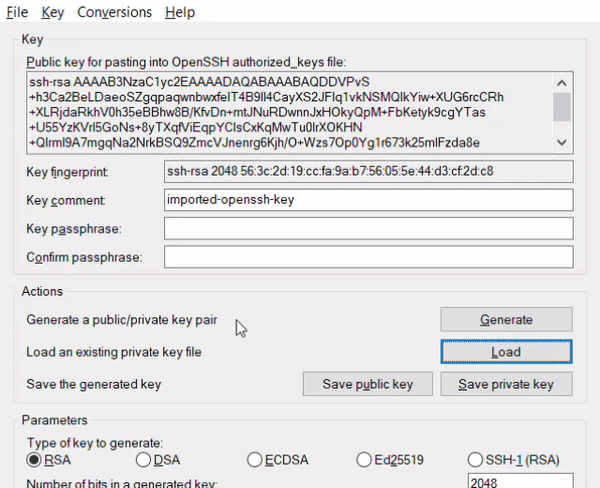 File Key Conversions Help
Key
Public key for pasting into OpenSSH authorized_keys file:
ssh-rsa AAAAB3NzaC1yc2EAAAADAQABAAABAQDDVPvS
+h3Ca2BeLDaeoSZgqpaqwnbwxfeIT4B9Il4CayXS2JFIq1vkNSMQIkYiw+XUG6rcCRh
+XLRjdaRkhV0h35eBBhw8B/KfvDn+mtJNuRDwnnJxHOkyQpM+FbKetyk9cgYTas
+U55YzKVrl5GoNs+8yTXqfViEqpYClsCxKqMwTu0lrXOKHN
+QIrmI9A7mgqNa2NrkBSQ9ZmcVJnenrg6Kjh/O+Wzs7Op0Yg1r673k25mlFzda8e
Key fingerprint: ssh-rsa 2048 56:3c:2d:19:cc:fa:9a:b7:56:05:5e:44:d3:cf:2d:c8
Key comment: imported-openssh-key
Key passphrase:
Confirm passphrase:
Actions
Generate a public/private key pair Generate
Load an existing private key file Load
Save the generated key Save public key Save private key
Parameters
Type of key to generate:
RSA DSA ECDSA Ed25519 SSH-1 (RSA)
Number of bits in a generated key: 2048